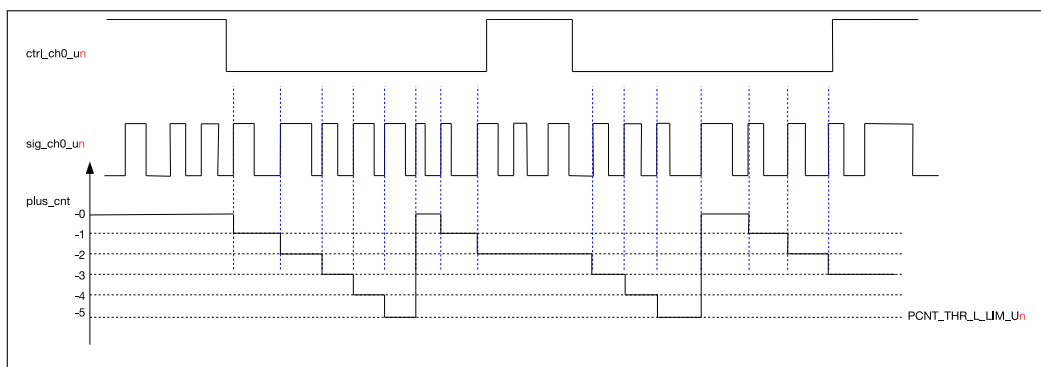 ctrl_ch0_un
sig_ch0_un
plus_cnt
-0
-1
-2
-3
-4
-5
PCNT_THR_L_LIM_Un